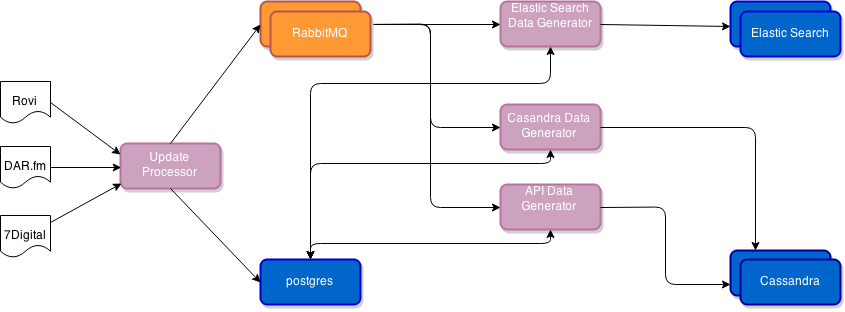 Elastic Search
Data Generator
RabbitMQ
Elastic Search
Rovi
Casandra Data
Generator
Update
Processor
DAR.fm
API Data
Generator
7Digital
postgres
Cassandra